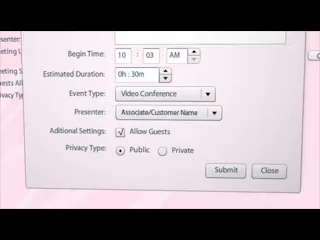 Begin Time: 10 : 03 AM
Estimated Duration: 0h : 30m
Event Type: Video Conference
Presenter: Associate/Customer Name
Aditional Settings: Allow Guests
Privacy Type: Public Private
Submit Close